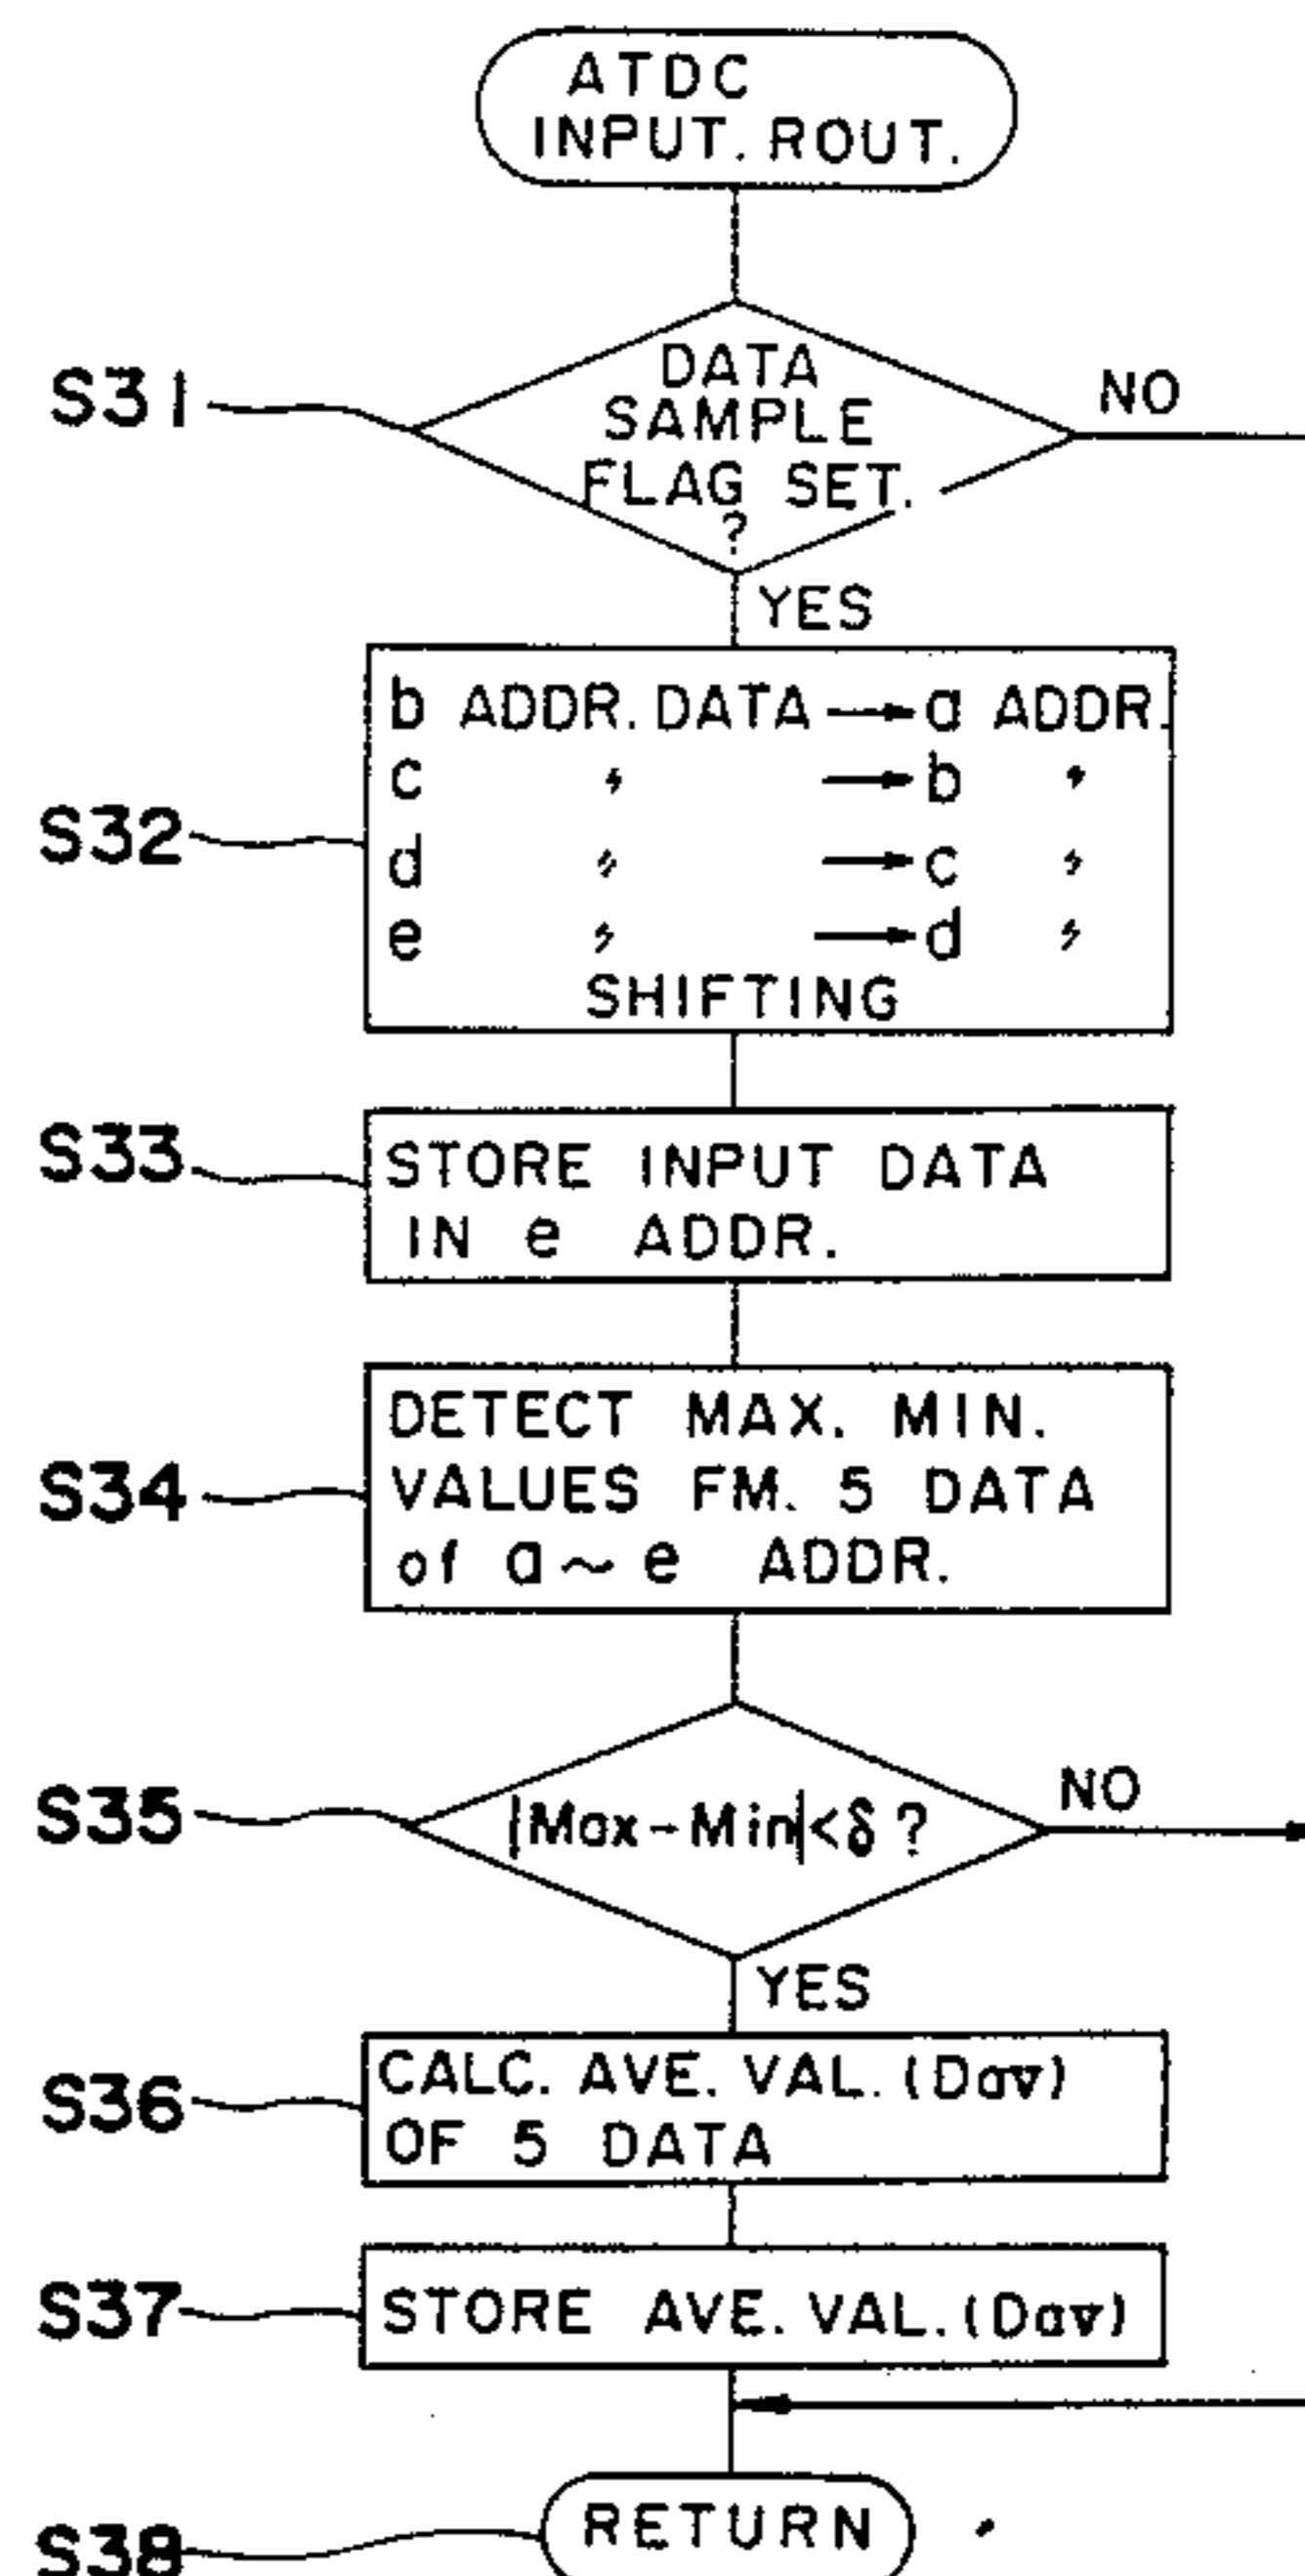 ATDC
INPUT. ROUT.
S31
DATA
SAMPLE
FLAG SET.
?
NO
YES
S32
b ADDR. DATA → a ADDR.
c 〃 → b 〃
d 〃 → c 〃
e 〃 → d 〃
SHIFTING
S33
STORE INPUT DATA
IN e ADDR.
S34
DETECT MAX. MIN.
VALUES FM. 5 DATA
of a ~ e ADDR.
S35
|Max-Min|<δ ?
NO
YES
S36
CALC. AVE. VAL. (Dav)
OF 5 DATA
S37
STORE AVE. VAL. (Dav)
S38
RETURN